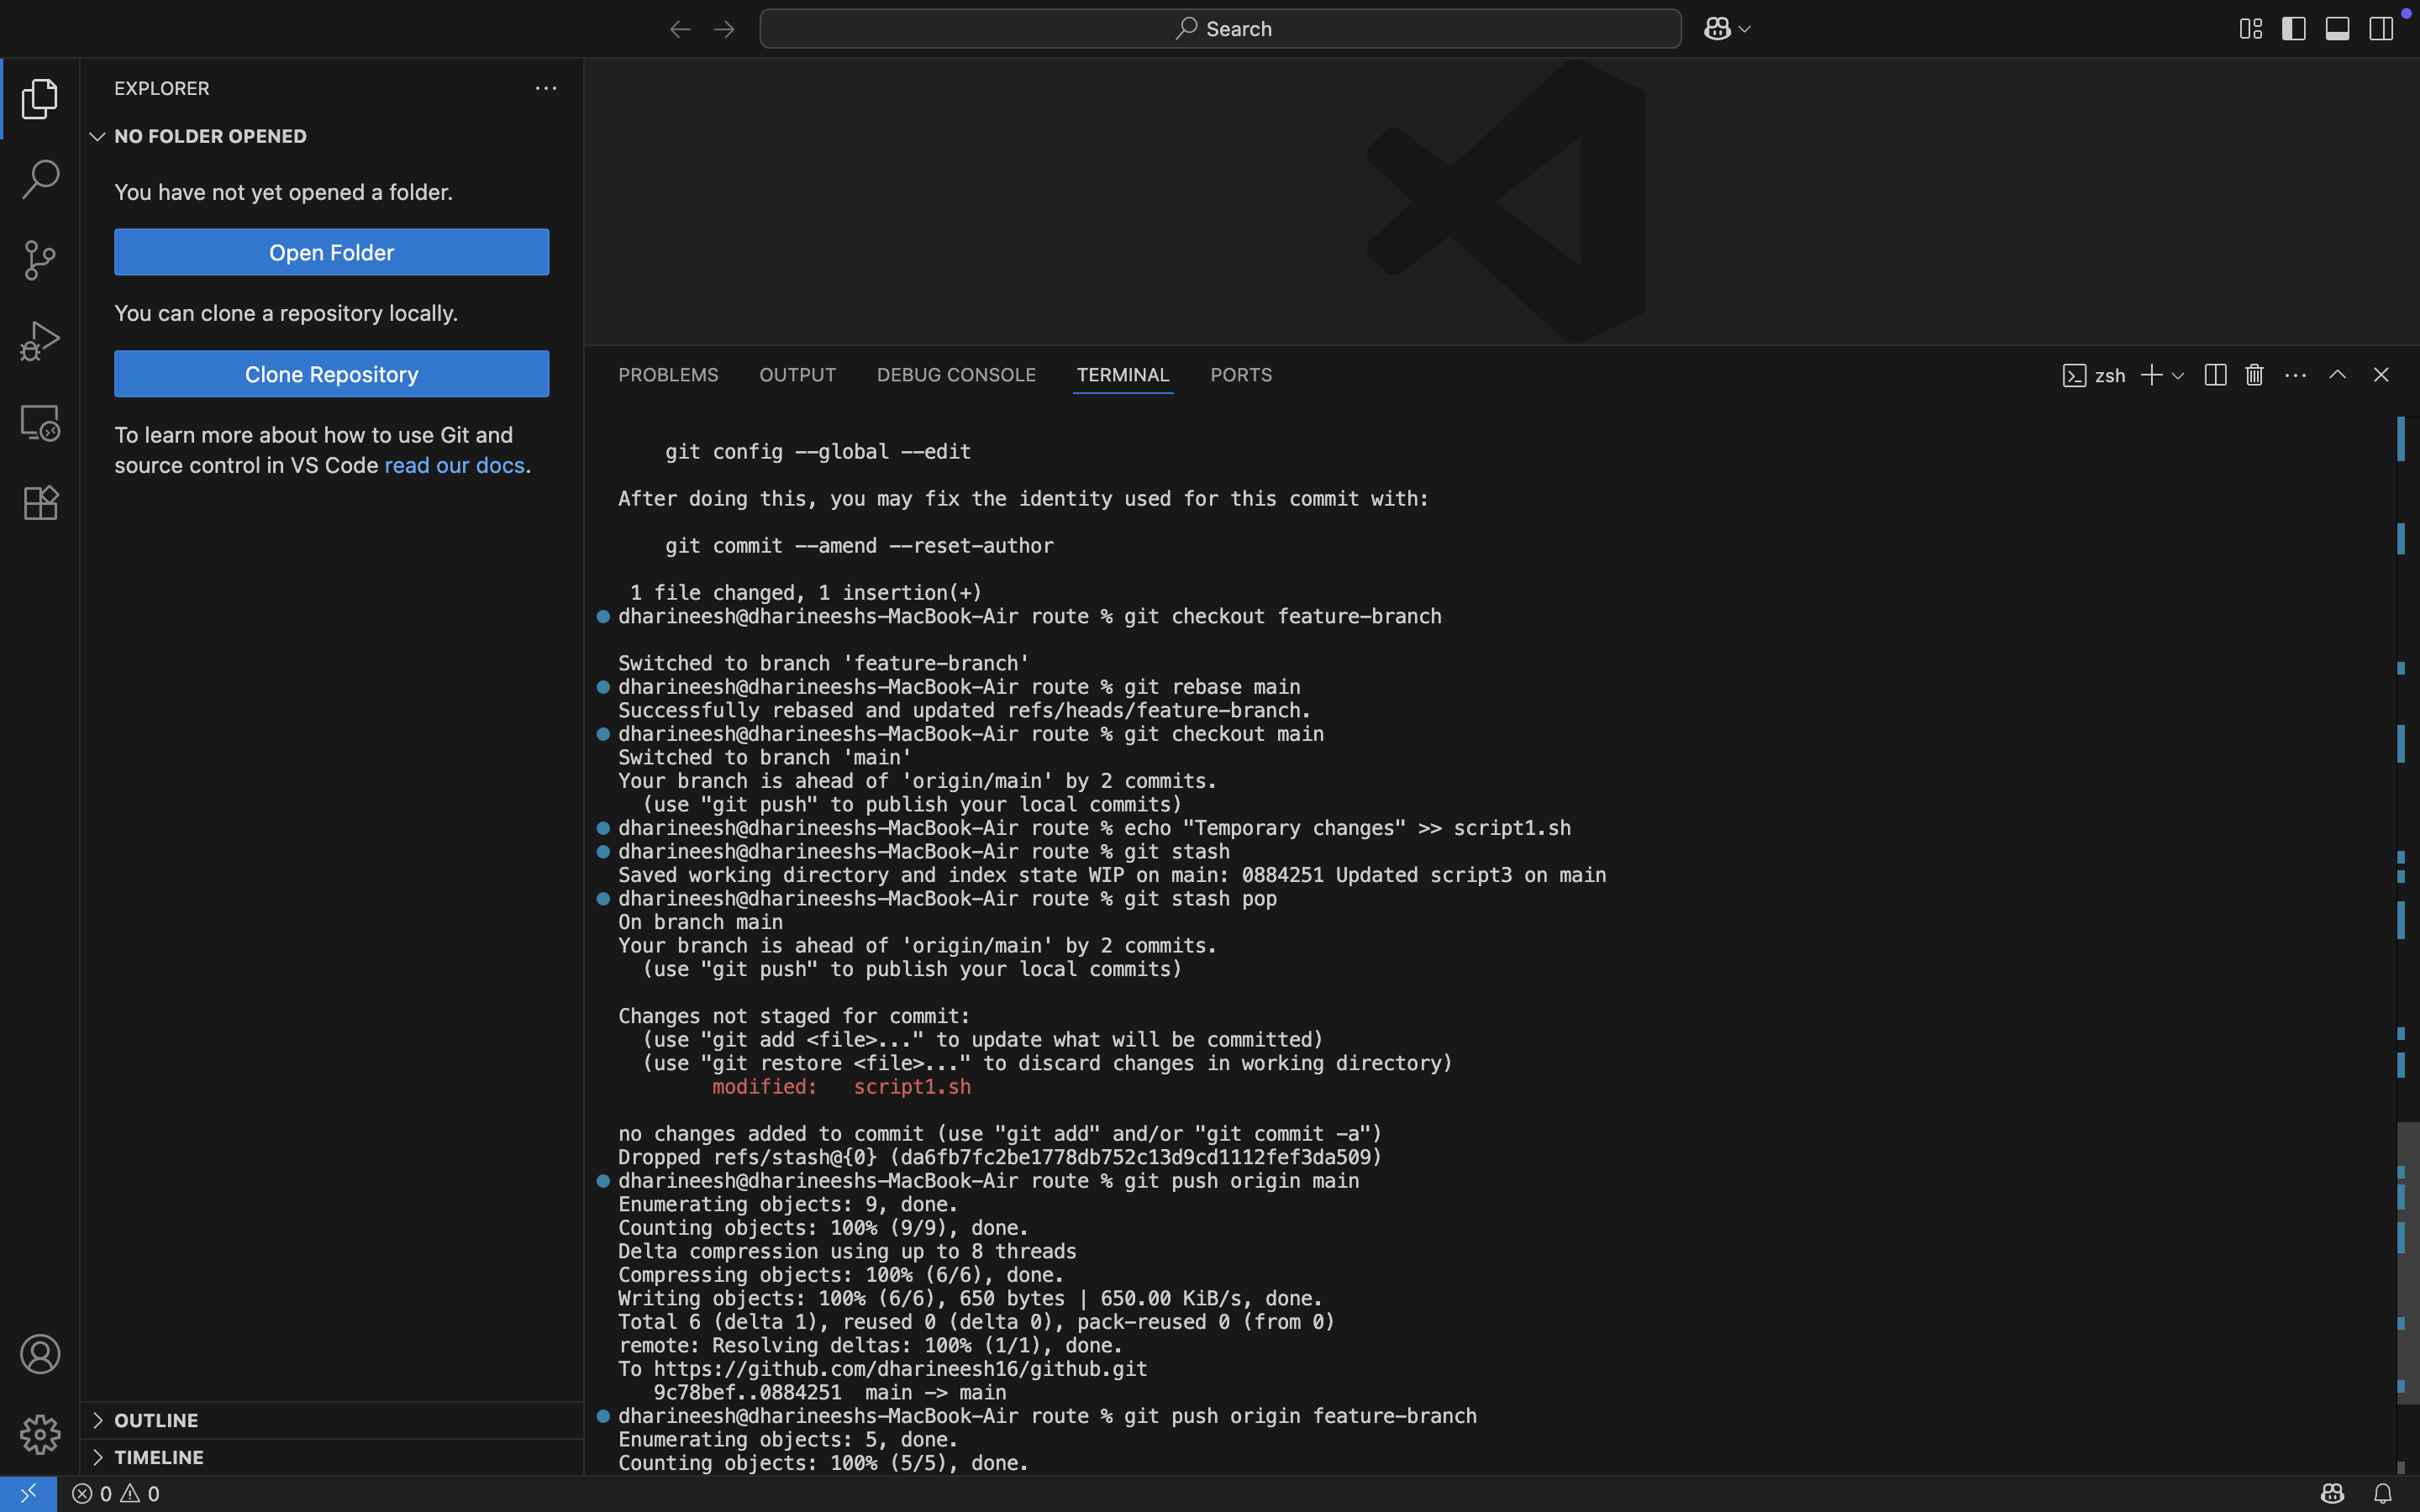 Search
EXPLORER
NO FOLDER OPENED
You have not yet opened a folder.
Open Folder
You can clone a repository locally.
Clone Repository
To learn more about how to use Git and
source control in VS Code read our docs.
OUTLINE
TIMELINE
PROBLEMS OUTPUT DEBUG CONSOLE TERMINAL PORTS
zsh
git config --global --edit
After doing this, you may fix the identity used for this commit with:
git commit --amend --reset-author
1 file changed, 1 insertion(+)
dharineesh@dharineeshs-MacBook-Air route % git checkout feature-branch
Switched to branch 'feature-branch'
dharineesh@dharineeshs-MacBook-Air route % git rebase main
Successfully rebased and updated refs/heads/feature-branch.
dharineesh@dharineeshs-MacBook-Air route % git checkout main
Switched to branch 'main'
Your branch is ahead of 'origin/main' by 2 commits.
(use "git push" to publish your local commits)
dharineesh@dharineeshs-MacBook-Air route % echo "Temporary changes" >> script1.sh
dharineesh@dharineeshs-MacBook-Air route % git stash
Saved working directory and index state WIP on main: 0884251 Updated script3 on main
dharineesh@dharineeshs-MacBook-Air route % git stash pop
On branch main
Your branch is ahead of 'origin/main' by 2 commits.
(use "git push" to publish your local commits)
Changes not staged for commit:
(use "git add <file>..." to update what will be committed)
(use "git restore <file>..." to discard changes in working directory)
modified:   script1.sh
no changes added to commit (use "git add" and/or "git commit -a")
Dropped refs/stash@{0} (da6fb7fc2be1778db752c13d9cd1112fef3da509)
dharineesh@dharineeshs-MacBook-Air route % git push origin main
Enumerating objects: 9, done.
Counting objects: 100% (9/9), done.
Delta compression using up to 8 threads
Compressing objects: 100% (6/6), done.
Writing objects: 100% (6/6), 650 bytes | 650.00 KiB/s, done.
Total 6 (delta 1), reused 0 (delta 0), pack-reused 0 (from 0)
remote: Resolving deltas: 100% (1/1), done.
To https://github.com/dharineesh16/github.git
9c78bef..0884251  main -> main
dharineesh@dharineeshs-MacBook-Air route % git push origin feature-branch
Enumerating objects: 5, done.
Counting objects: 100% (5/5), done.
0 0